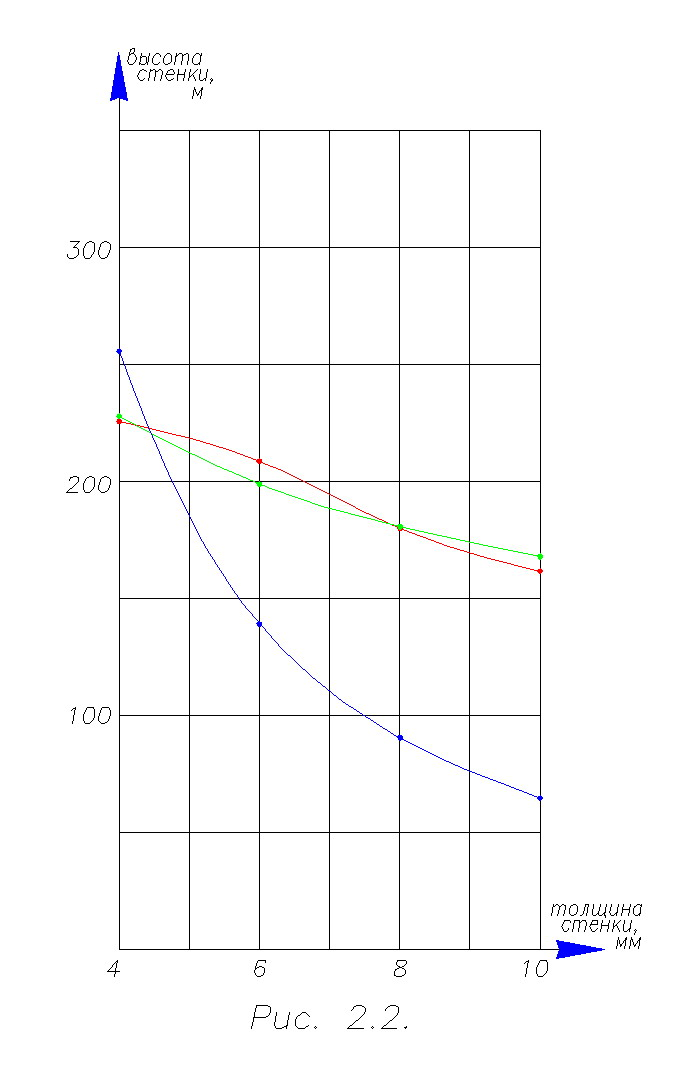 высота
стенки,
м
300
200
100
толщина
стенки,
мм
4 6 8 10
Рис. 2.2.